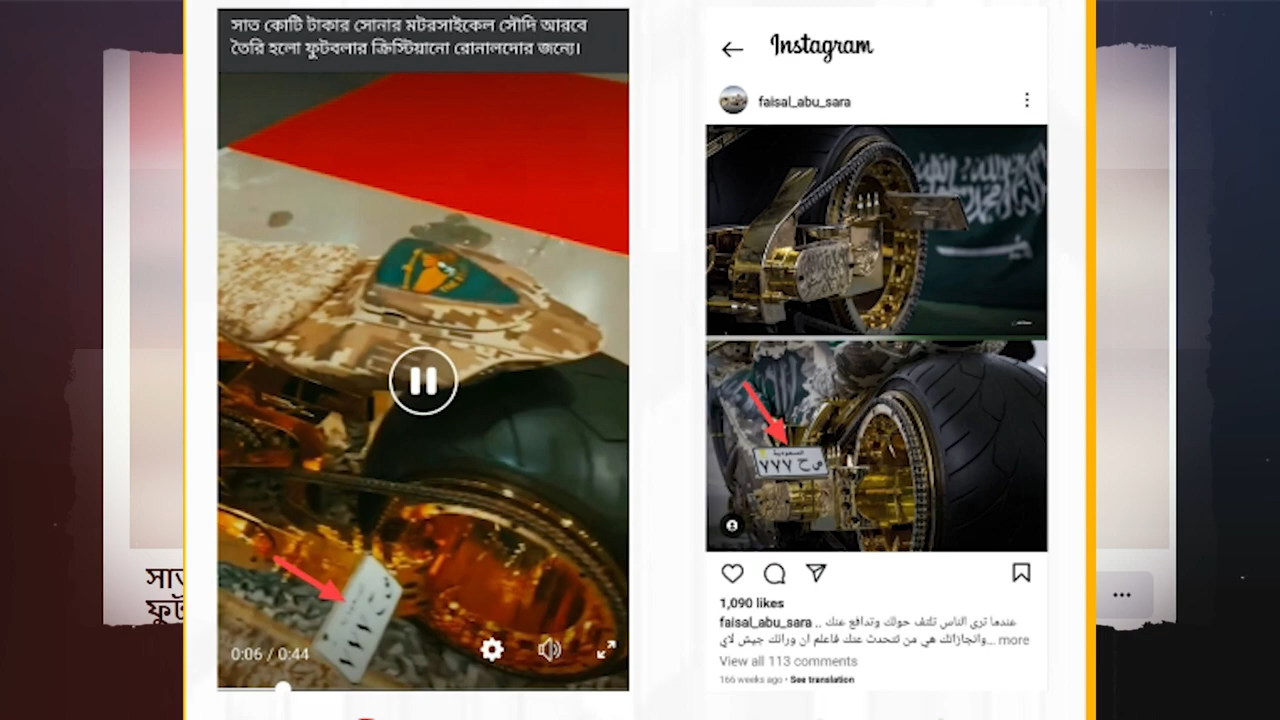 সাত কোটি টাকার সোনার মটরসাইকেল সৌদি আরবে
তৈরি হলো ফুটবলার ক্রিস্টিয়ানো রোনালদোর জন্যে।
0:06 / 0:44
Instagram
faisal_abu_sara
السعودية
٧٧٧
1,090 likes
faisal_abu_sara عندما ترى الناس تلتف حولك وتدافع عنك ..
وانجازاتك هي من تتحدث عنك فاعلم ان ورائك جيش لاي... more
View all 113 comments
166 weeks ago · See translation